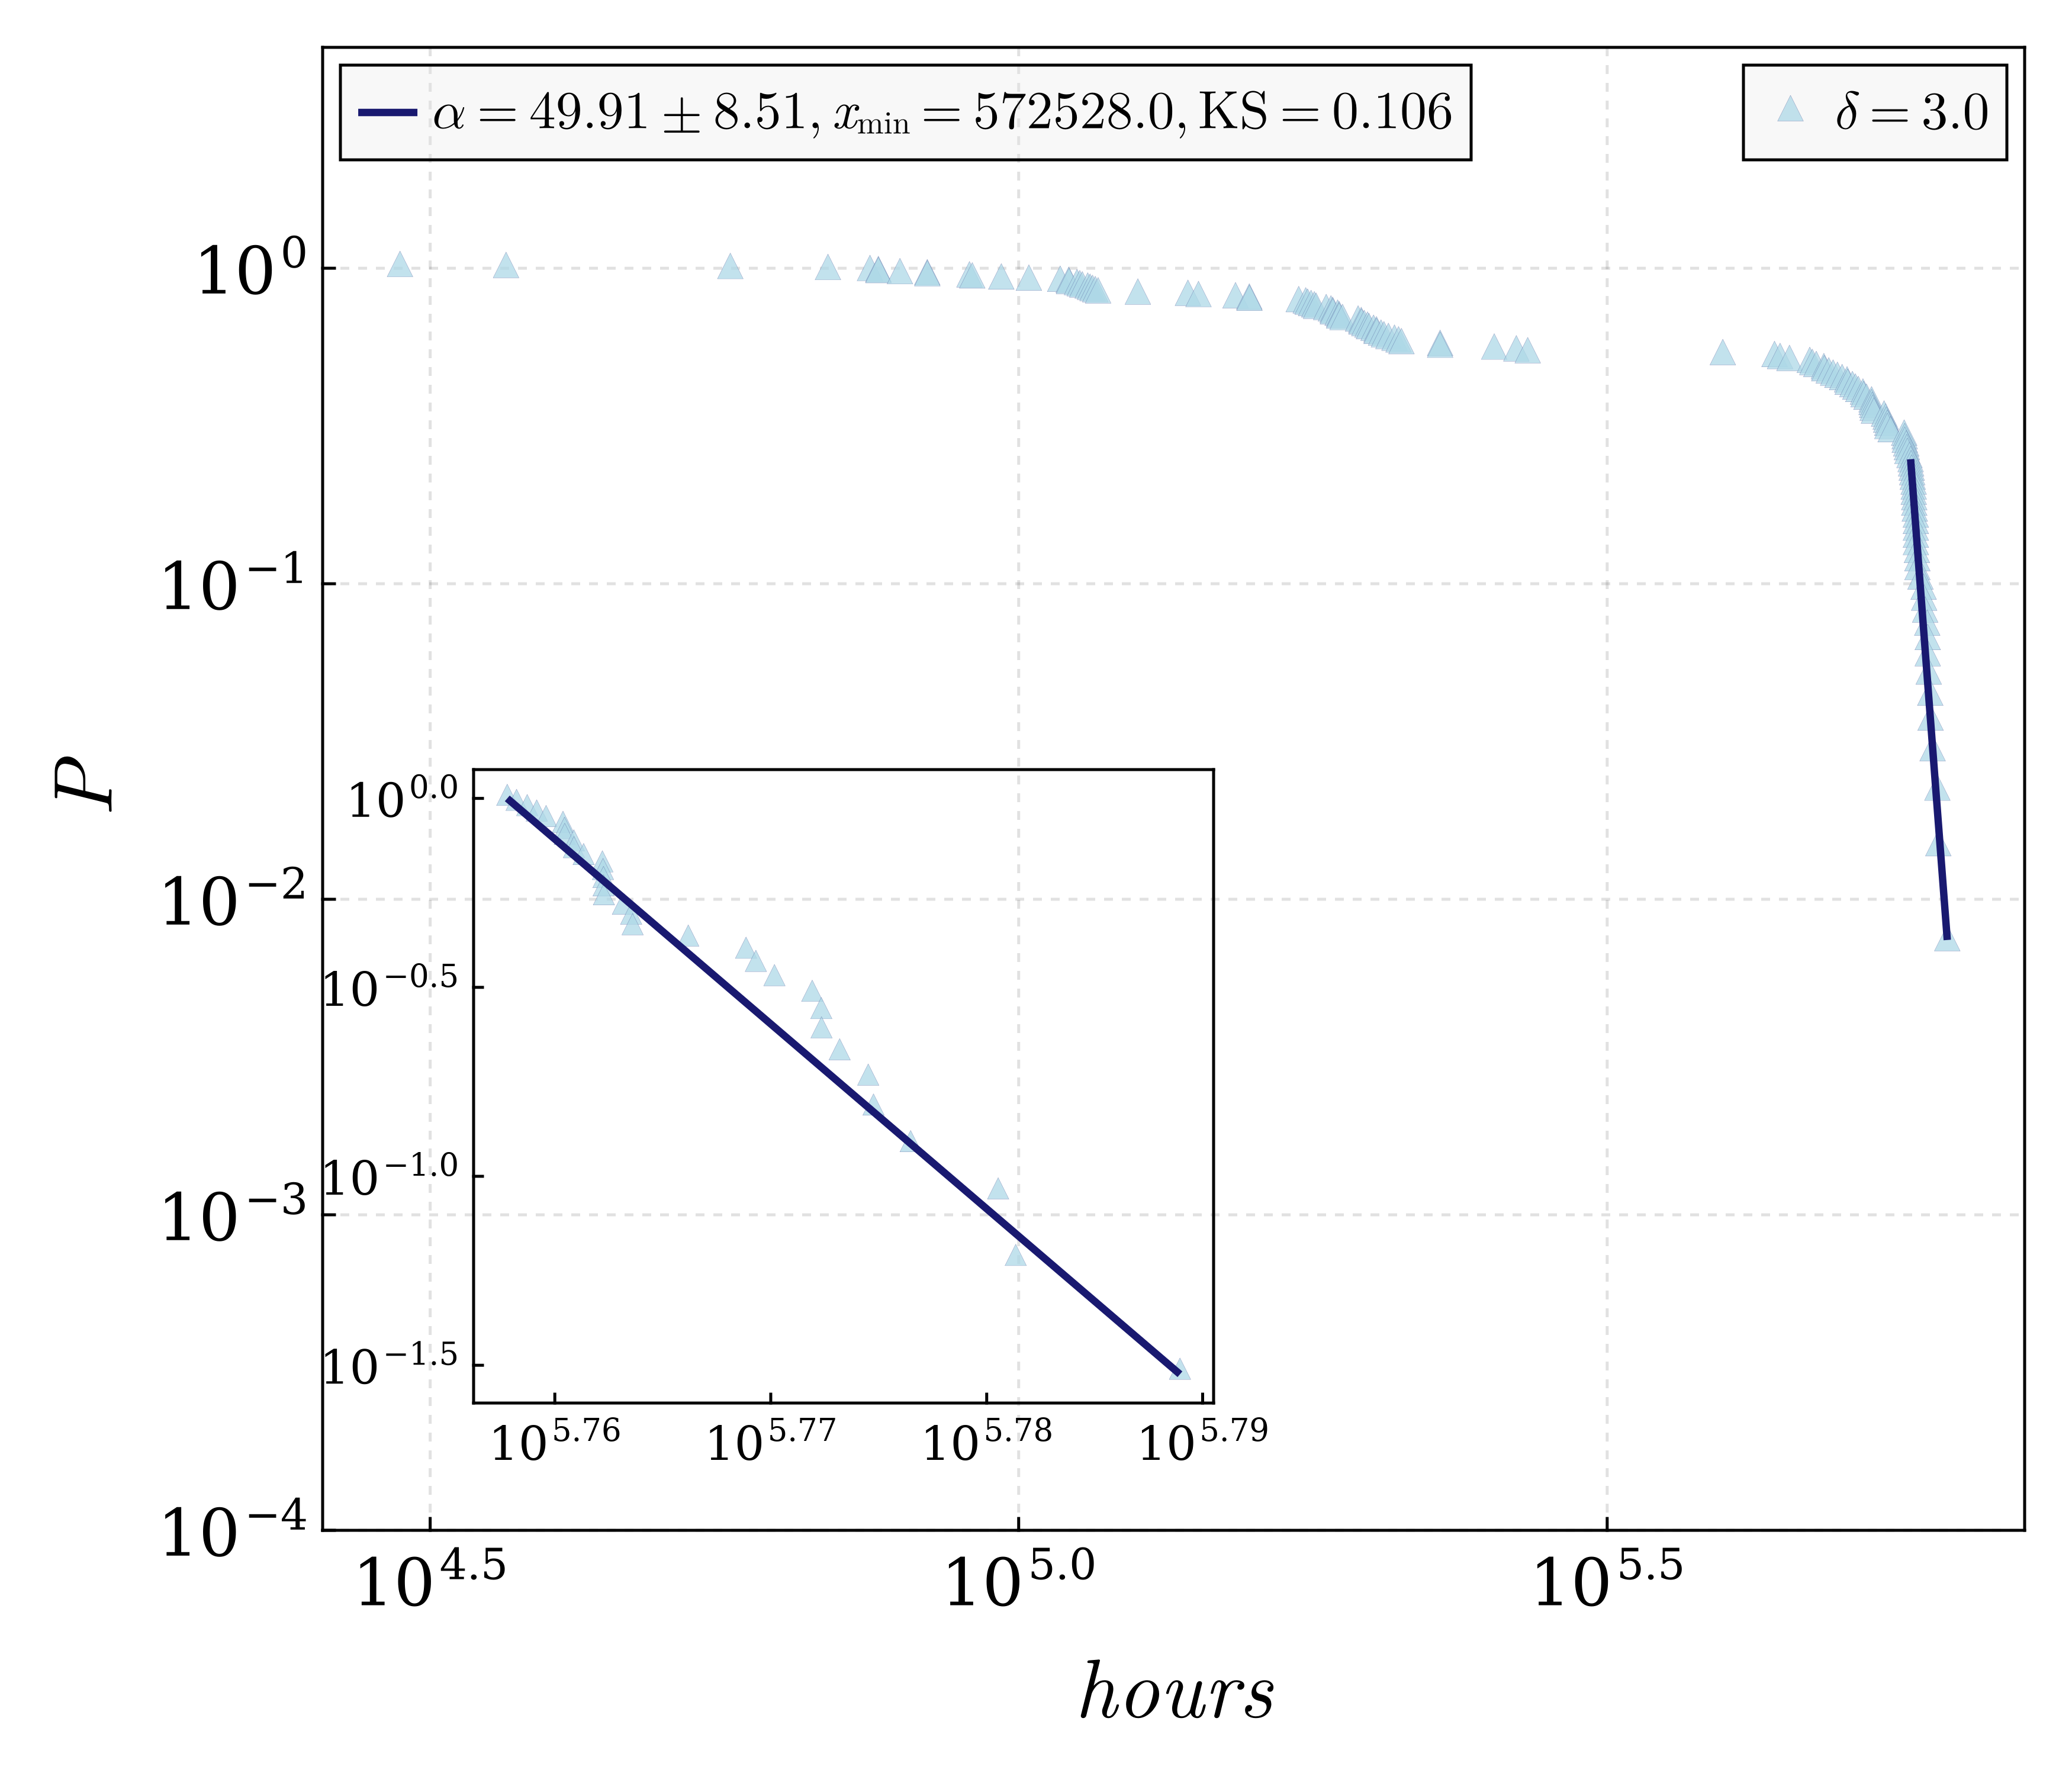 α = 49.91 ± 8.51, x_min = 572528.0, KS = 0.106
δ = 3.0
10^0
10^−1
10^−2
10^−3
10^−4
P
10^0.0
10^−0.5
10^−1.0
10^−1.5
10^5.76 10^5.77 10^5.78 10^5.79
10^4.5 10^5.0 10^5.5
hours